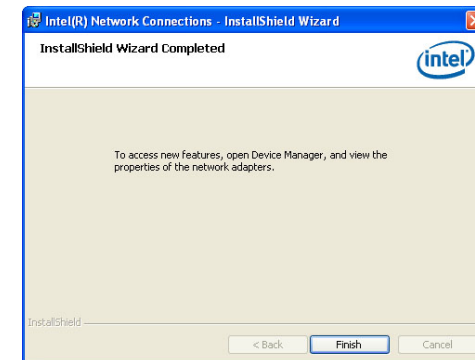 Intel(R) Network Connections - InstallShield Wizard
InstallShield Wizard Completed
intel
To access new features, open Device Manager, and view the
properties of the network adapters.
InstallShield
< Back
Finish
Cancel